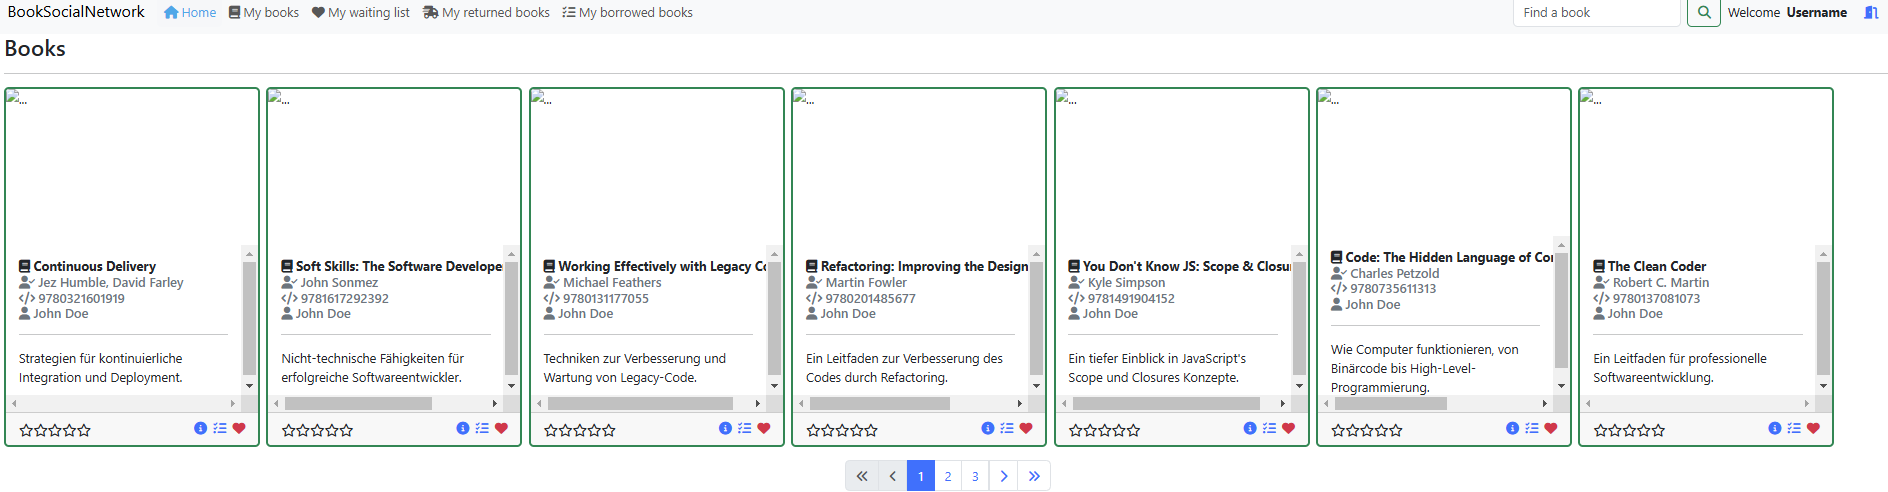 BookSocialNetwork Home My books My waiting list My returned books My borrowed books Find a book Welcome Username
Books
...
Continuous Delivery
Jez Humble, David Farley
9780321601919
John Doe
Strategien für kontinuierliche
Integration und Deployment.
...
Soft Skills: The Software Develope
John Sonmez
9781617292392
John Doe
Nicht-technische Fähigkeiten für
erfolgreiche Softwareentwickler.
...
Working Effectively with Legacy Co
Michael Feathers
9780131177055
John Doe
Techniken zur Verbesserung und
Wartung von Legacy-Code.
...
Refactoring: Improving the Design
Martin Fowler
9780201485677
John Doe
Ein Leitfaden zur Verbesserung des
Codes durch Refactoring.
...
You Don't Know JS: Scope & Closu
Kyle Simpson
9781491904152
John Doe
Ein tiefer Einblick in JavaScript's
Scope und Closures Konzepte.
...
Code: The Hidden Language of Co
Charles Petzold
9780735611313
John Doe
Wie Computer funktionieren, von
Binärcode bis High-Level-
Programmierung.
...
The Clean Coder
Robert C. Martin
9780137081073
John Doe
Ein Leitfaden für professionelle
Softwareentwicklung.
« ‹ 1 2 3 › »